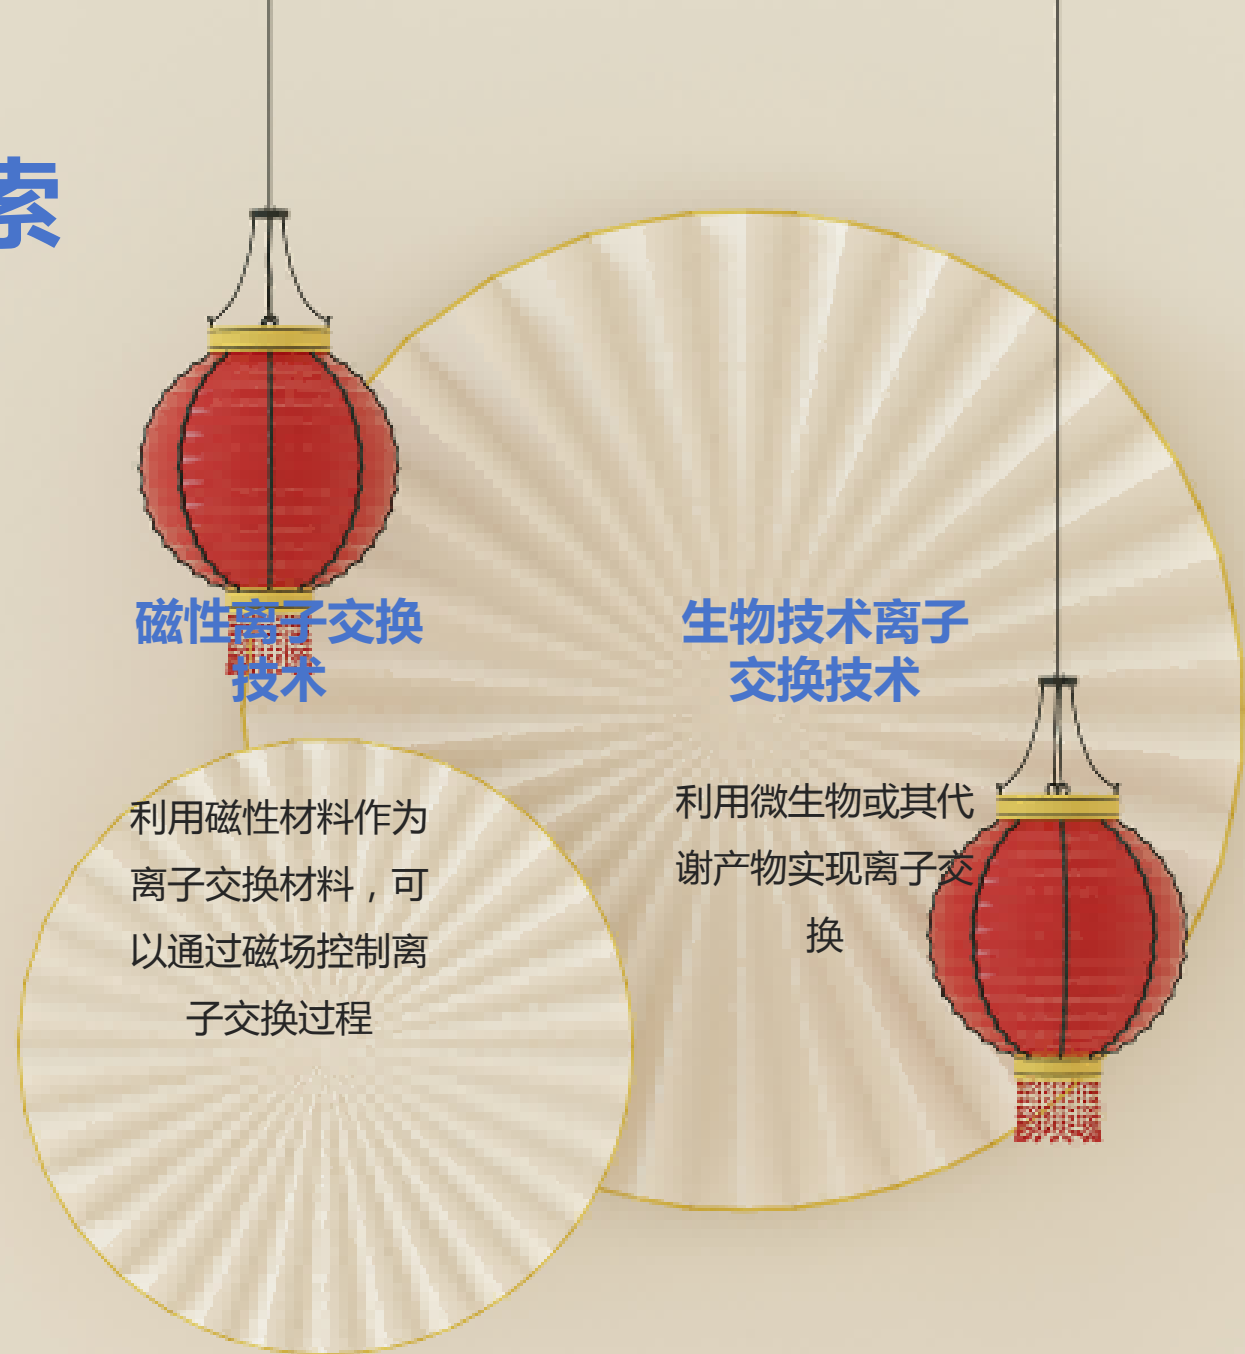 索
磁性离子交换
技术
利用磁性材料作为
离子交换材料，可
以通过磁场控制离
子交换过程
生物技术离子
交换技术
利用微生物或其代
谢产物实现离子交
换